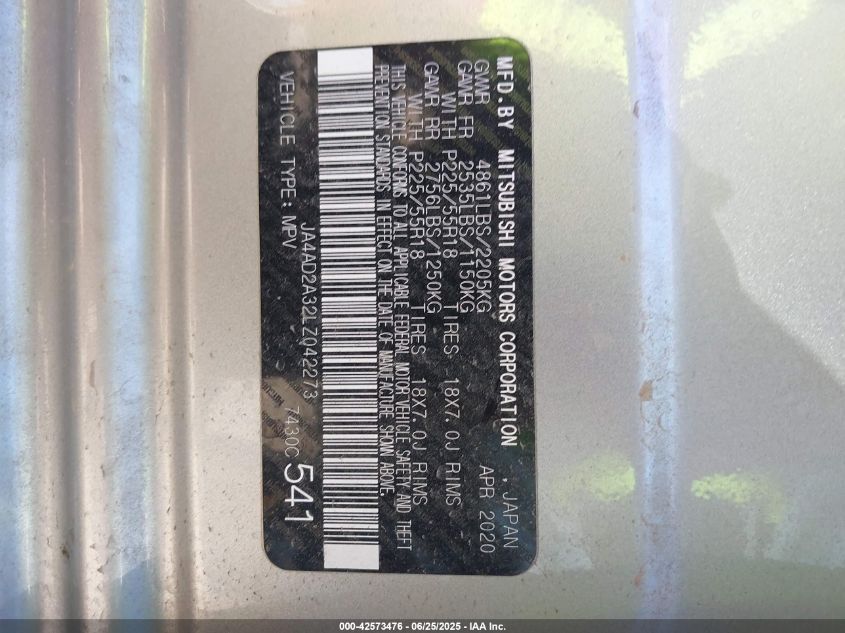 MFD. BY MITSUBISHI MOTORS CORPORATION , JAPAN
GVWR 4861LBS/2205KG APR 2020
GAWR FR 2535LBS/1150KG
WITH P225/55R18 TIRES 18X7.0J RIMS
GAWR RR 2756LBS/1250KG
WITH P225/55R18 TIRES 18X7.0J RIMS
THIS VEHICLE CONFORMS TO ALL APPLICABLE FEDERAL MOTOR VEHICLE SAFETY AND THEFT
PREVENTION STANDARDS IN EFFECT ON THE DATE OF MANUFACTURE SHOWN ABOVE.
JA4AD2A32LZ042273 7430C 541
VEHICLE TYPE: MPV
000-42573476 - 06/25/2025 - IAA Inc.